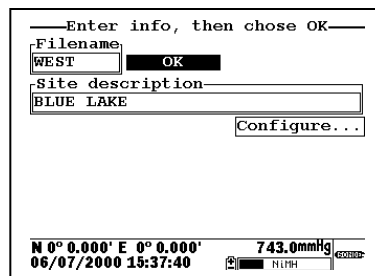 Enter info, then chose OK
Filename
WEST OK
Site description
BLUE LAKE
Configure...
N 0° 0.000' E 0° 0.000' 743.0mmHg
06/07/2000 15:37:40 NiMH